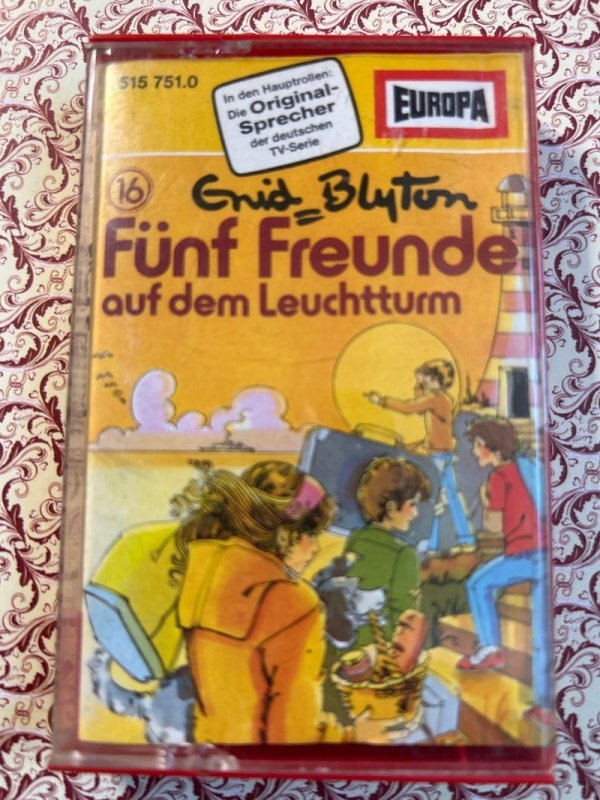 515 751.0
In den Hauptrollen:
Die Original-
Sprecher
der deutschen
TV-Serie
EUROPA
16
Enid Blyton
Fünf Freunde
auf dem Leuchtturm